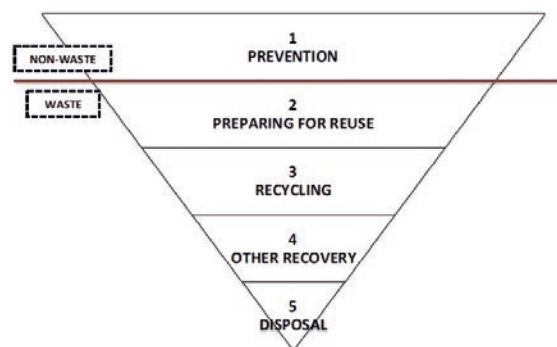 1
PREVENTION
NON-WASTE
WASTE
2
PREPARING FOR REUSE
3
RECYCLING
4
OTHER RECOVERY
5
DISPOSAL